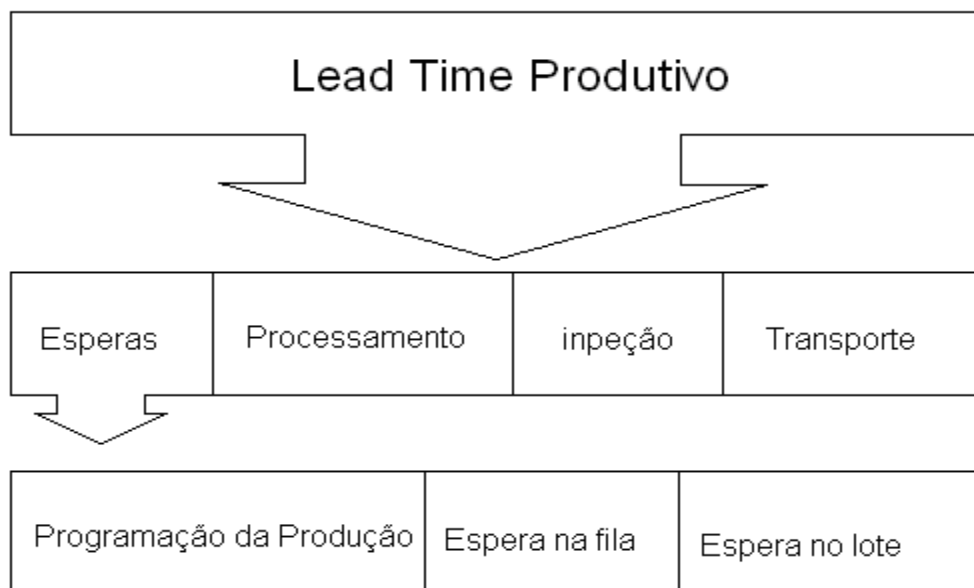 Lead Time Produtivo
Esperas
Processamento
inpeção
Transporte
Programação da Produção
Espera na fila
Espera no lote